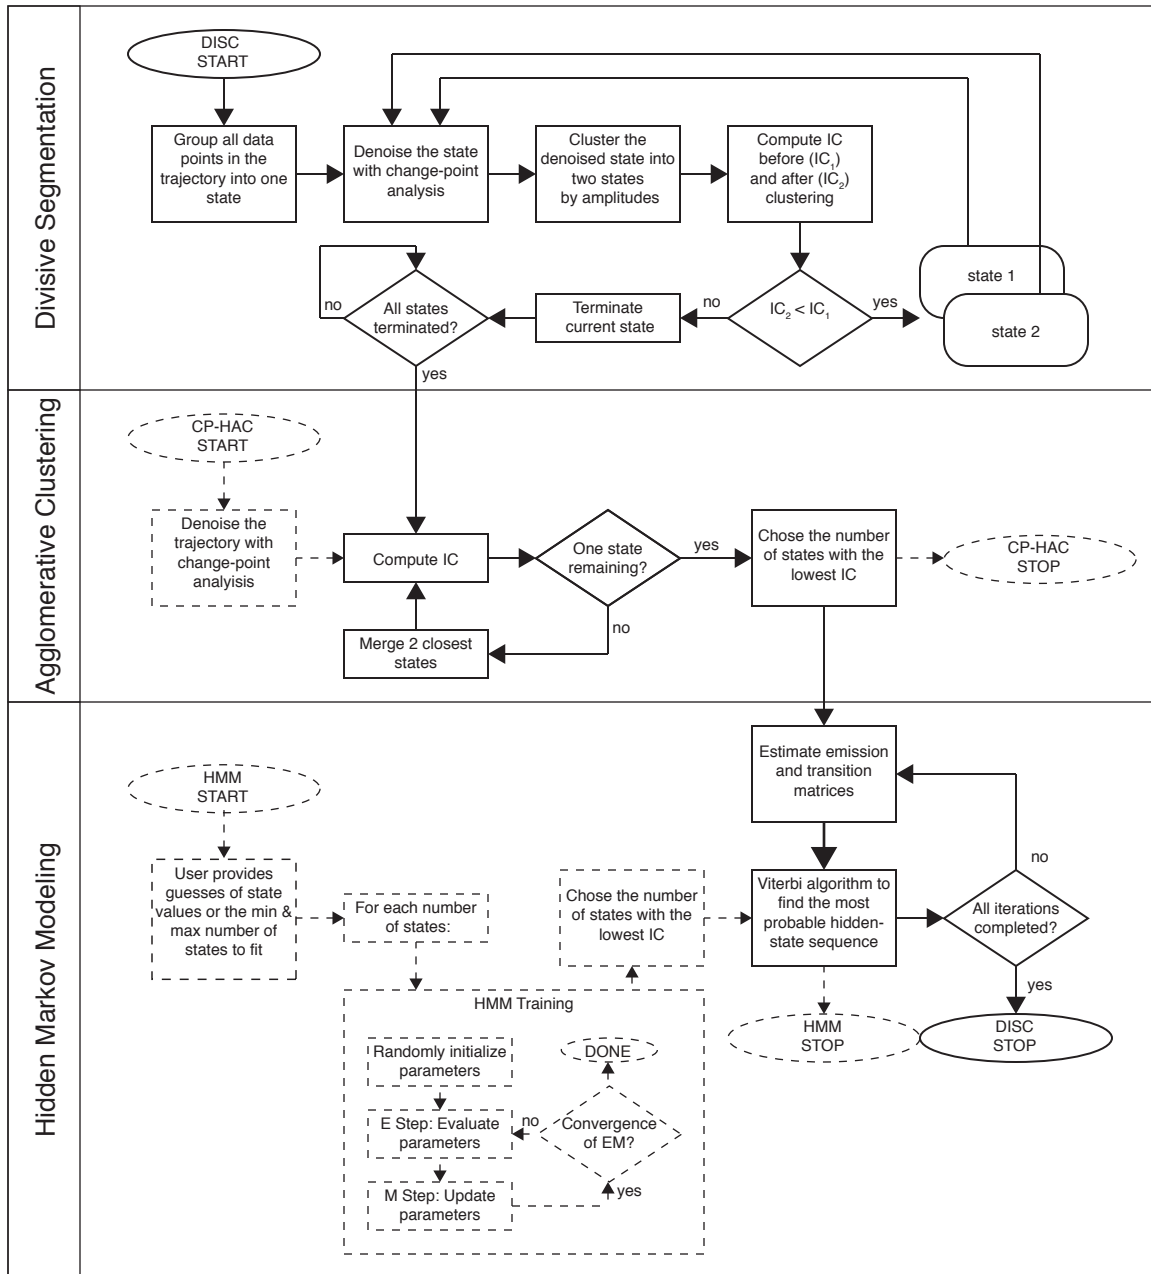 Divisive Segmentation
DISC
START
Group all data
points in the
trajectory into one
state
Denoise the state
with change-point
analysis
Cluster the
denoised state into
two states
by amplitudes
Compute IC
before (IC₁)
and after (IC₂)
clustering
state 1
state 2
IC₂ < IC₁
yes
no
Terminate
current state
All states
terminated?
no
yes
Agglomerative Clustering
CP-HAC
START
Denoise the
trajectory with
change-point
analyisis
Compute IC
One state
remaining?
yes
no
Merge 2 closest
states
Chose the number
of states with the
lowest IC
CP-HAC
STOP
Hidden Markov Modeling
HMM
START
User provides
guesses of state
values or the min &
max number of
states to fit
For each number
of states:
HMM Training
Randomly initialize
parameters
E Step: Evaluate
parameters
M Step: Update
parameters
Convergence
of EM?
no
yes
DONE
Chose the number
of states with the
lowest IC
Estimate emission
and transition
matrices
Viterbi algorithm to
find the most
probable hidden-
state sequence
All iterations
completed?
no
yes
HMM
STOP
DISC
STOP